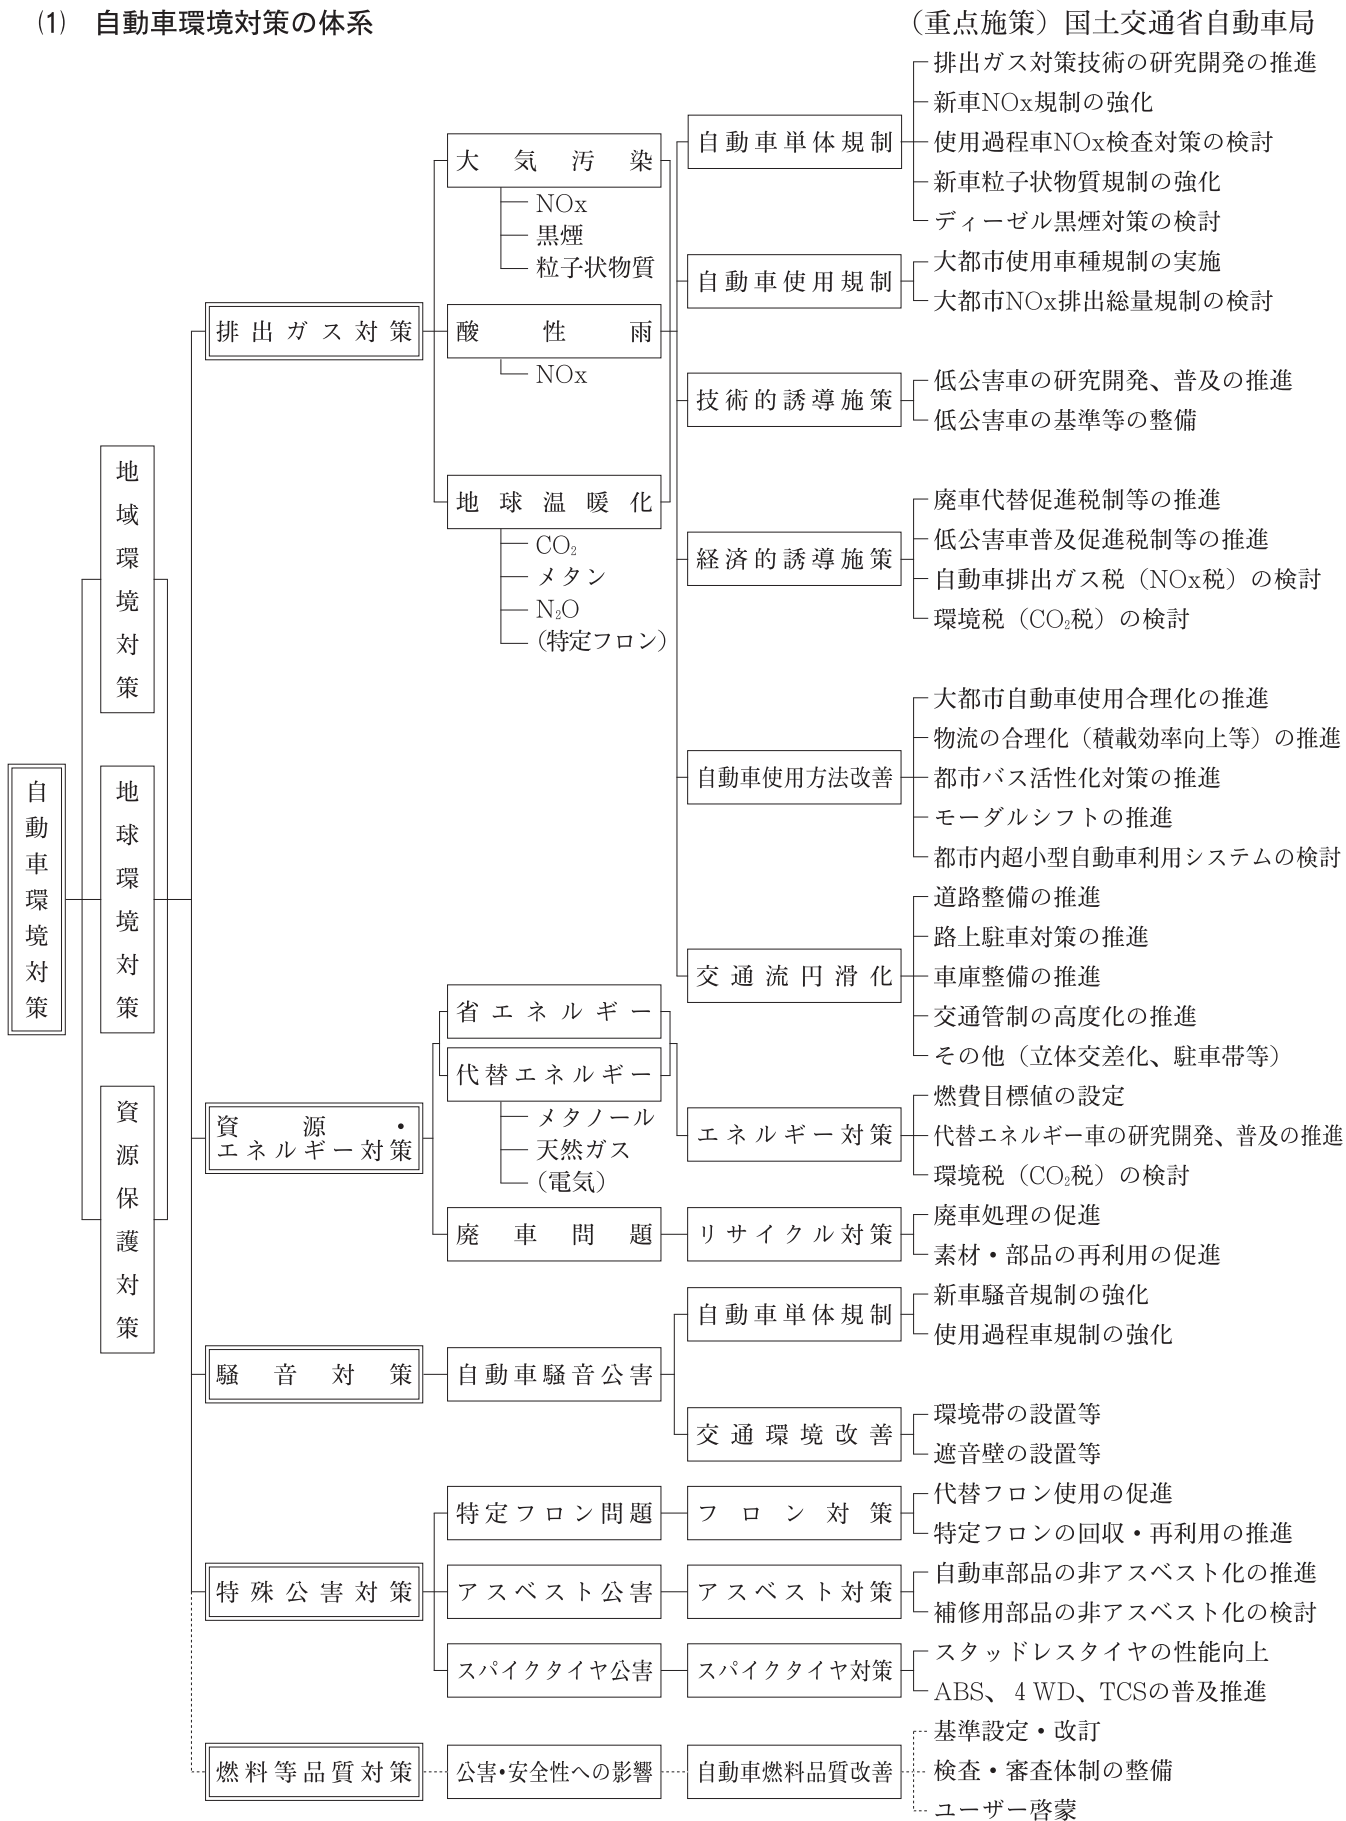 (1) 自動車環境対策の体系
（重点施策）国土交通省自動車局
自動車環境対策
地域環境対策
地球環境対策
資源保護対策
排出ガス対策
大気汚染
NOx
黒煙
粒子状物質
酸性雨
NOx
地球温暖化
CO₂
メタン
N₂O
（特定フロン）
自動車単体規制
排出ガス対策技術の研究開発の推進
新車NOx規制の強化
使用過程車NOx検査対策の検討
新車粒子状物質規制の強化
ディーゼル黒煙対策の検討
自動車使用規制
大都市使用車種規制の実施
大都市NOx排出総量規制の検討
技術的誘導施策
低公害車の研究開発、普及の推進
低公害車の基準等の整備
経済的誘導施策
廃車代替促進税制等の推進
低公害車普及促進税制等の推進
自動車排出ガス税（NOx税）の検討
環境税（CO₂税）の検討
自動車使用方法改善
大都市自動車使用合理化の推進
物流の合理化（積載効率向上等）の推進
都市バス活性化対策の推進
モーダルシフトの推進
都市内超小型自動車利用システムの検討
交通流円滑化
道路整備の推進
路上駐車対策の推進
車庫整備の推進
交通管制の高度化の推進
その他（立体交差化、駐車帯等）
資源・
エネルギー対策
省エネルギー
代替エネルギー
メタノール
天然ガス
（電気）
エネルギー対策
燃費目標値の設定
代替エネルギー車の研究開発、普及の推進
環境税（CO₂税）の検討
廃車問題
リサイクル対策
廃車処理の促進
素材・部品の再利用の促進
騒音対策
自動車騒音公害
自動車単体規制
新車騒音規制の強化
使用過程車規制の強化
交通環境改善
環境帯の設置等
遮音壁の設置等
特殊公害対策
特定フロン問題
フロン対策
代替フロン使用の促進
特定フロンの回収・再利用の推進
アスベスト公害
アスベスト対策
自動車部品の非アスベスト化の推進
補修用部品の非アスベスト化の検討
スパイクタイヤ公害
スパイクタイヤ対策
スタッドレスタイヤの性能向上
ABS、4WD、TCSの普及推進
燃料等品質対策
公害・安全性への影響
自動車燃料品質改善
基準設定・改訂
検査・審査体制の整備
ユーザー啓蒙